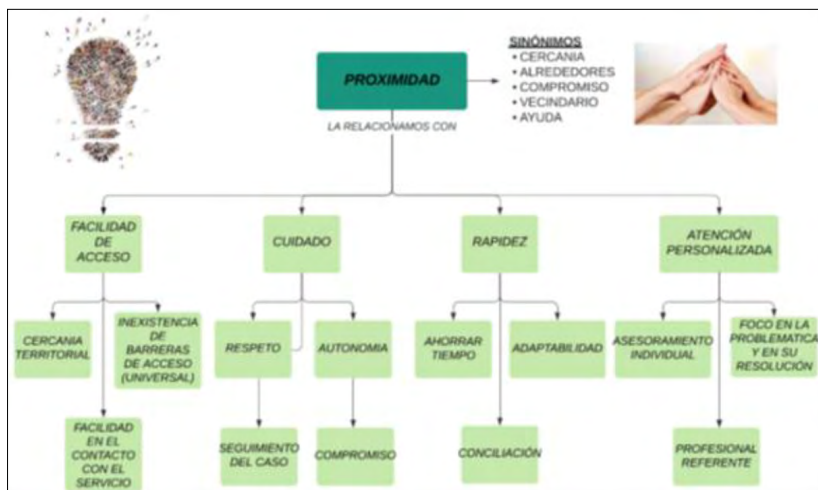 SINÓNIMOS
• CERCANIA
• ALREDEDORES
• COMPROMISO
• VECINDARIO
• AYUDA
PROXIMIDAD
LA RELACIONAMOS CON
FACILIDAD
DE
ACCESO
CUIDADO
RAPIDEZ
ATENCIÓN
PERSONALIZADA
CERCANIA
TERRITORIAL
INEXISTENCIA
DE
BARRERAS
DE ACCESO
(UNIVERSAL)
RESPETO
AUTONOMIA
AHORRAR
TIEMPO
ADAPTABILIDAD
ASESORAMIENTO
INDIVIDUAL
FOCO EN LA
PROBLEMATICA
Y EN SU
RESOLUCIÓN
FACILIDAD
EN EL
CONTACTO
CON EL
SERVICIO
SEGUIMIENTO
DEL CASO
COMPROMISO
CONCILIACIÓN
PROFESIONAL
REFERENTE